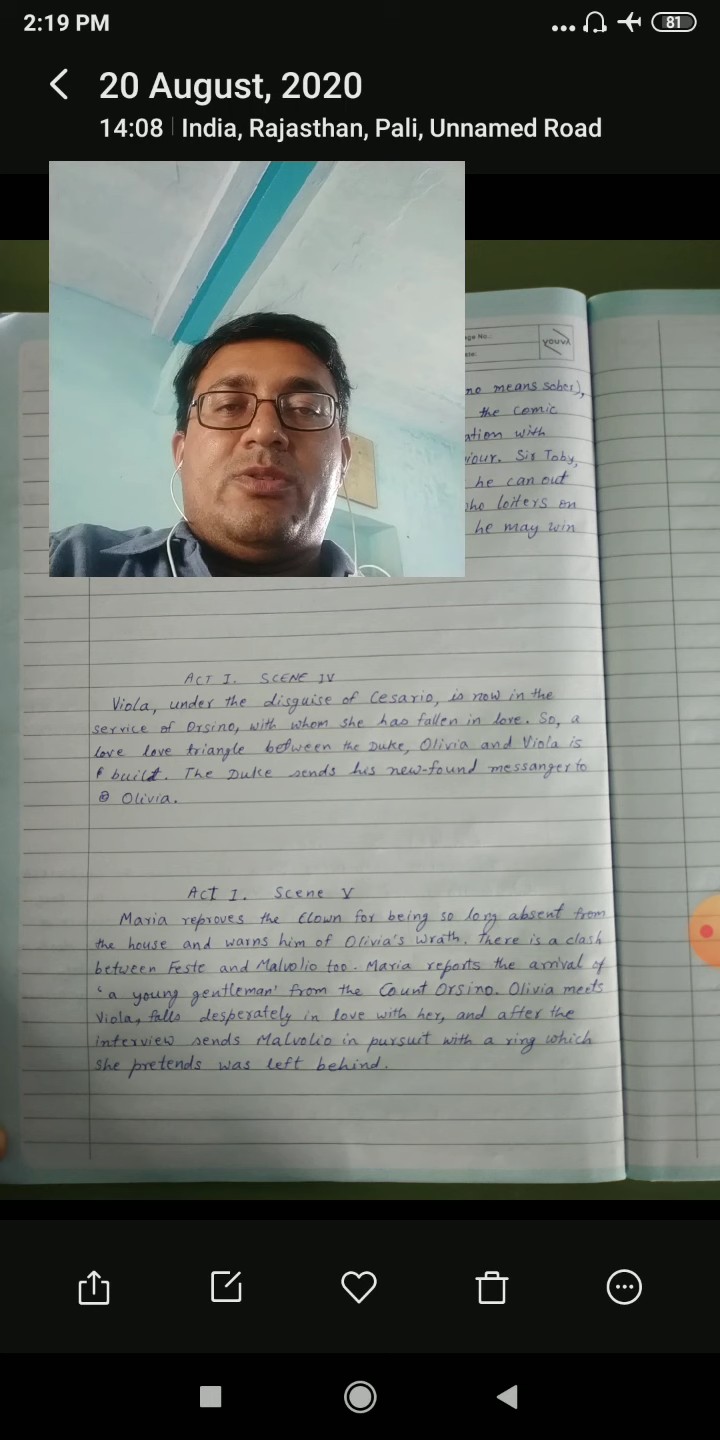 2:19 PM
81
20 August, 2020
14:08 | India, Rajasthan, Pali, Unnamed Road
ge No.:
ate:
youva
no means sober),
the comic
ation with
viour. Sir Toby,
he can out
who loiters on
he may win
ACT I. SCENE IV
Viola, under the disguise of Cesario, is now in the
service of Orsino, with whom she has fallen in love. So, a
love love triangle between the Duke, Olivia and Viola is
built. The Duke sends his new-found messanger to
Olivia.
ACT I. Scene V
Maria reproves the Clown for being so long absent from
the house and warns him of Olivia's wrath. There is a clash
between Feste and Malvolio too. Maria reports the arrival of
'a young gentleman' from the Count Orsino. Olivia meets
Viola, falls desperately in love with her, and after the
interview sends Malvolio in pursuit with a ring which
she pretends was left behind.